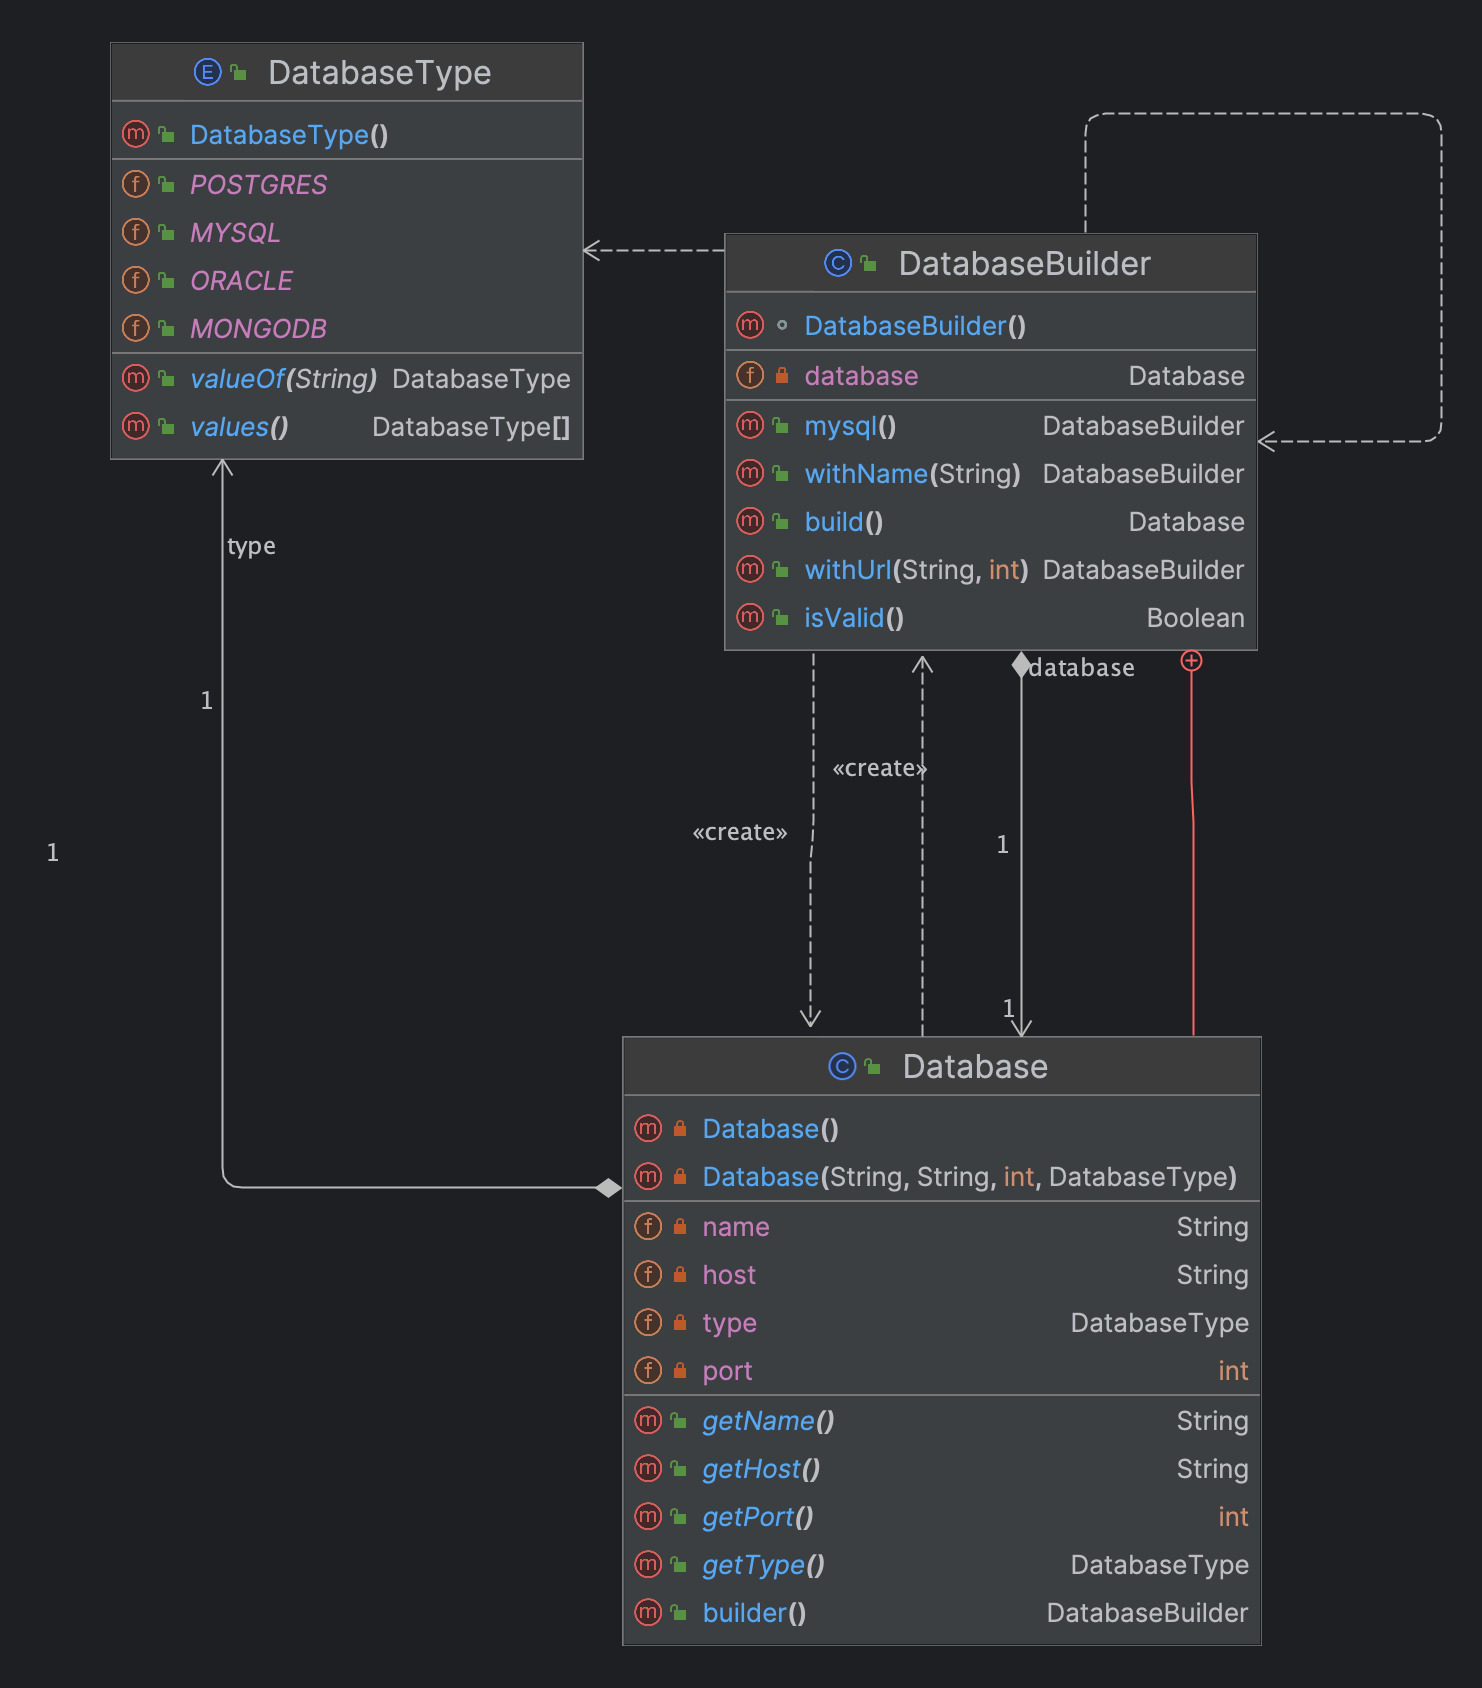 DatabaseType
DatabaseType()
POSTGRES
MYSQL
ORACLE
MONGODB
valueOf(String) DatabaseType
values() DatabaseType[]
DatabaseBuilder
DatabaseBuilder()
database Database
mysql() DatabaseBuilder
withName(String) DatabaseBuilder
build() Database
withUrl(String, int) DatabaseBuilder
isValid() Boolean
type
database
1
«create»
«create»
1
1
1
Database
Database()
Database(String, String, int, DatabaseType)
name String
host String
type DatabaseType
port int
getName() String
getHost() String
getPort() int
getType() DatabaseType
builder() DatabaseBuilder